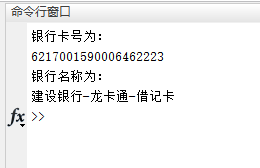 命令行窗口
银行卡号为：
6217001590006462223
银行名称为：
建设银行-龙卡通-借记卡
fx >>